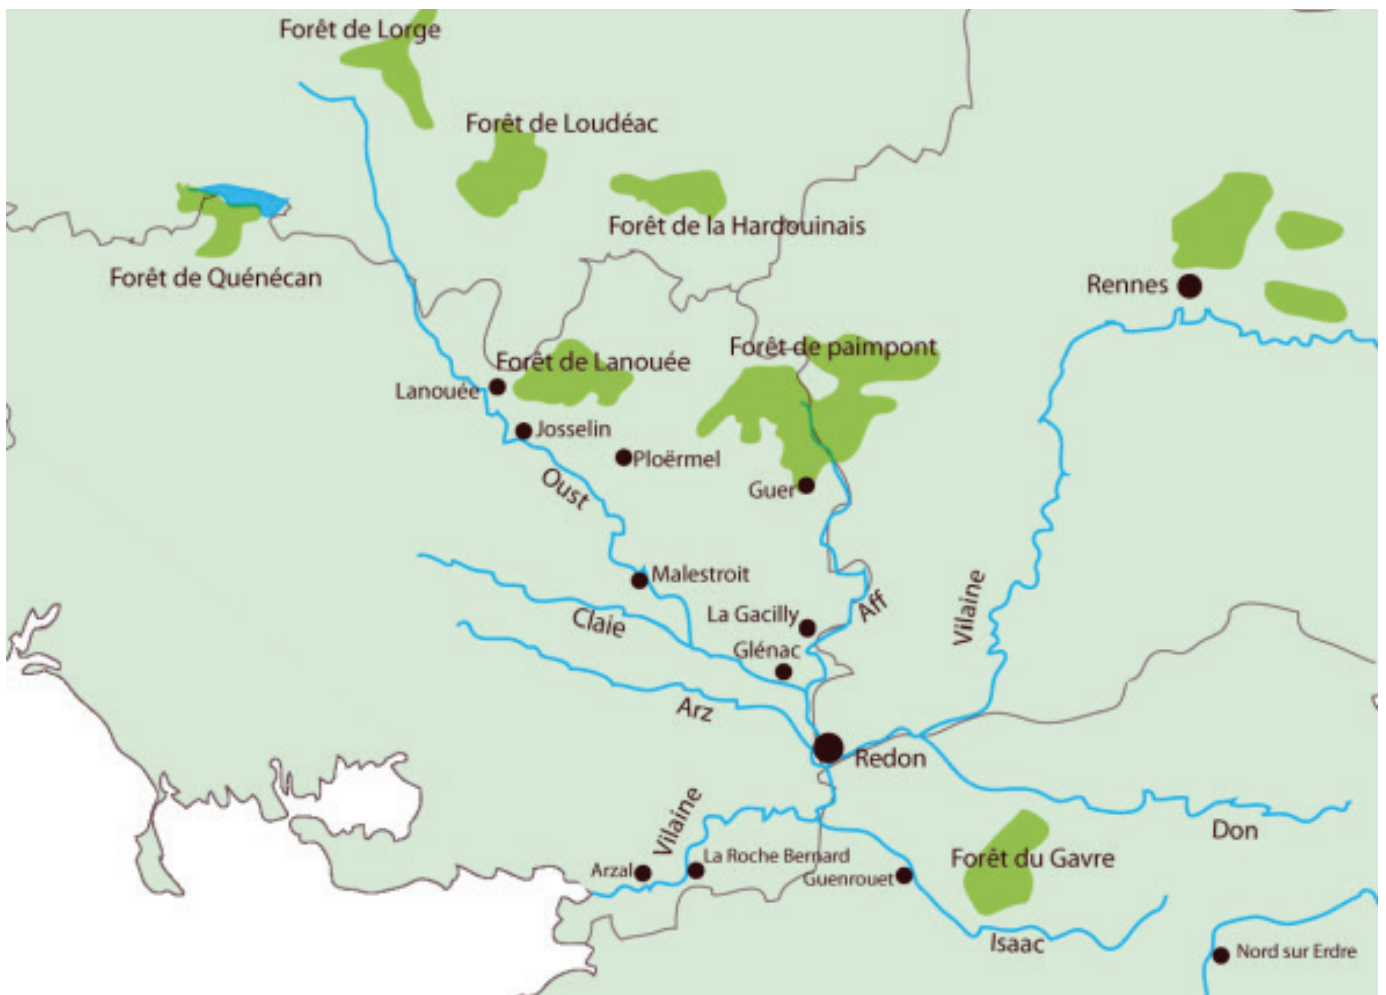 Forêt de Lorge
Forêt de Loudéac
Forêt de la Hardouinais
Forêt de Quénécan
Rennes
Forêt de paimpont
Forêt de Lanouée
Lanouée
Josselin
Ploërmel
Oust
Guer
Malestroit
Vilaine
Aff
La Gacilly
Claie
Glénac
Arz
Redon
Vilaine
Don
La Roche Bernard
Forêt du Gavre
Arzal
Guenrouet
Isaac
Nord sur Erdre